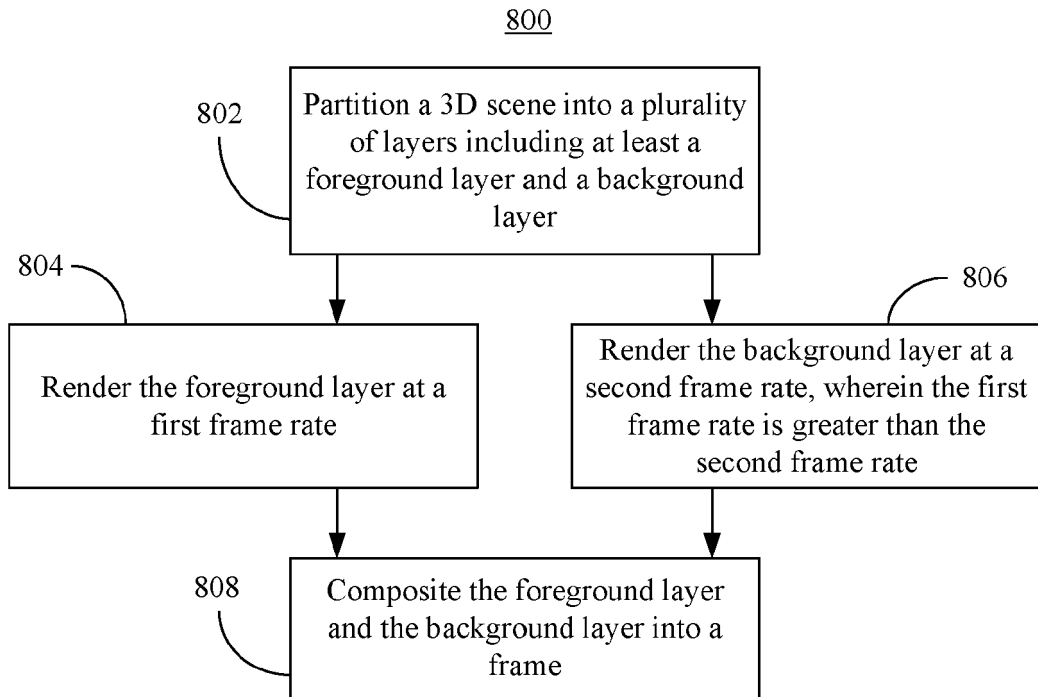 800
802
Partition a 3D scene into a plurality
of layers including at least a
foreground layer and a background
layer
804
Render the foreground layer at a
first frame rate
806
Render the background layer at a
second frame rate, wherein the first
frame rate is greater than the
second frame rate
808
Composite the foreground layer
and the background layer into a
frame